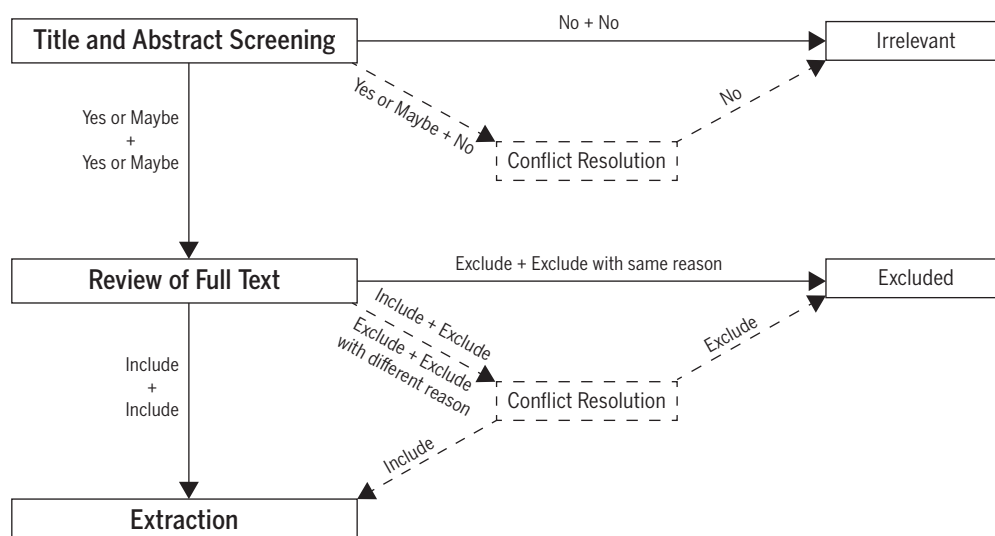 Title and Abstract Screening
No + No
Irrelevant
Yes or Maybe
+
Yes or Maybe
Yes or Maybe + No
No
Conflict Resolution
Review of Full Text
Exclude + Exclude with same reason
Excluded
Include + Exclude
Exclude + Exclude
with different reason
Exclude
Include
+
Include
Conflict Resolution
Include
Extraction